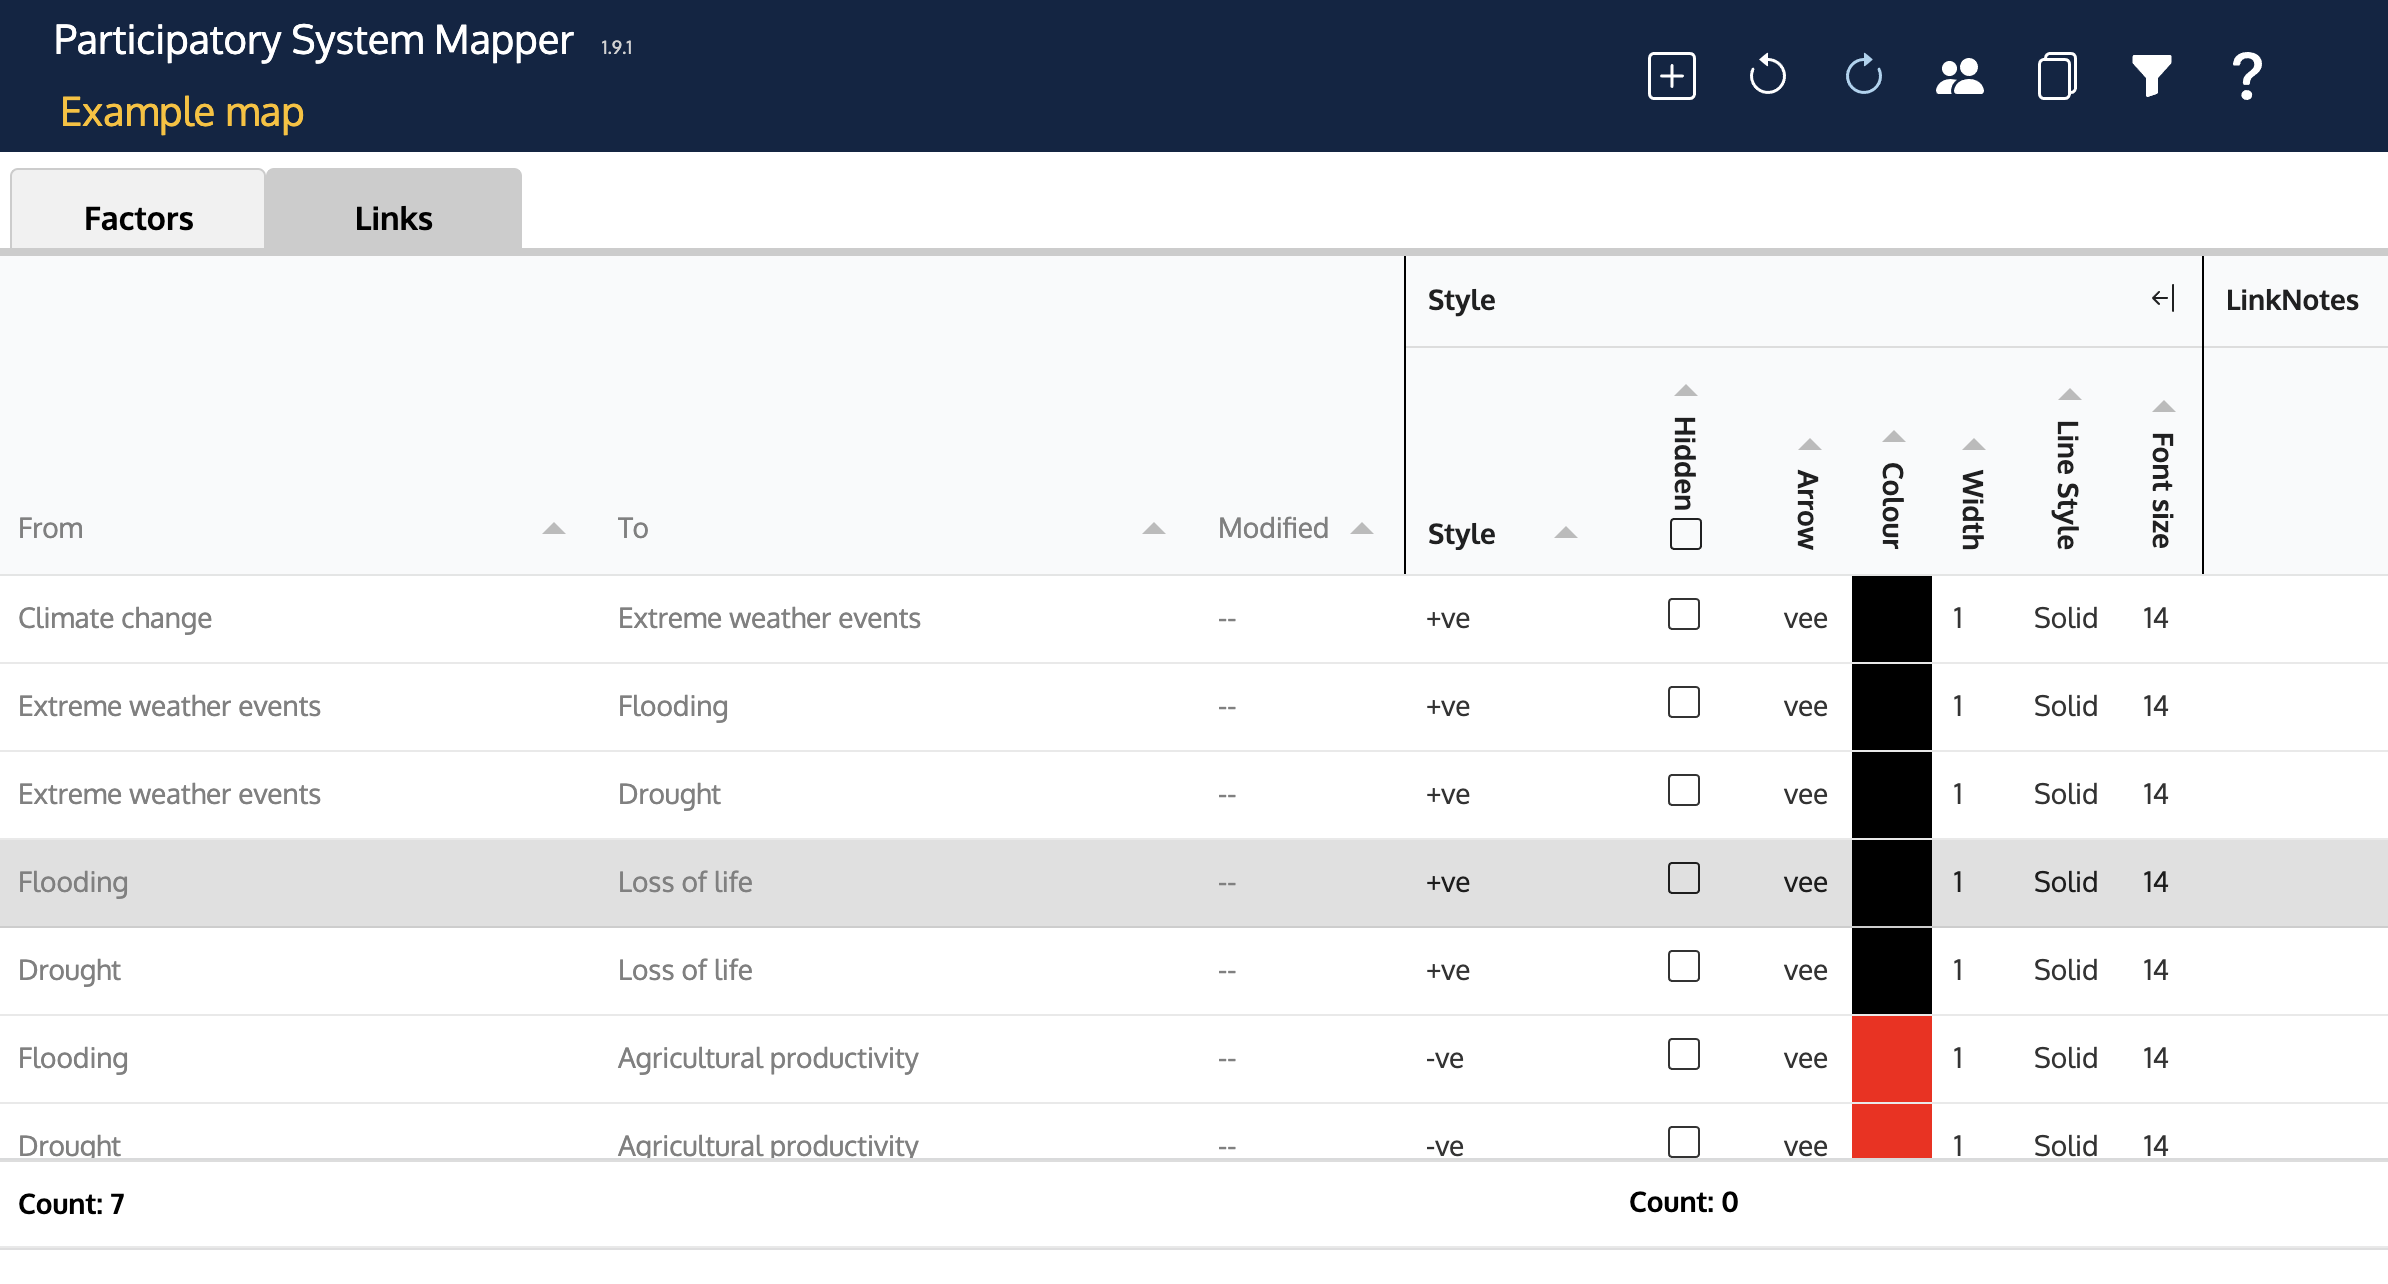 Participatory System Mapper 1.9.1
Example map
?
Factors Links
Style LinkNotes
From To Modified Style Hidden Arrow Colour Width Line Style Font size
Climate change Extreme weather events -- +ve vee 1 Solid 14
Extreme weather events Flooding -- +ve vee 1 Solid 14
Extreme weather events Drought -- +ve vee 1 Solid 14
Flooding Loss of life -- +ve vee 1 Solid 14
Drought Loss of life -- +ve vee 1 Solid 14
Flooding Agricultural productivity -- -ve vee 1 Solid 14
Drought Agricultural productivity -- -ve vee 1 Solid 14
Count: 7 Count: 0